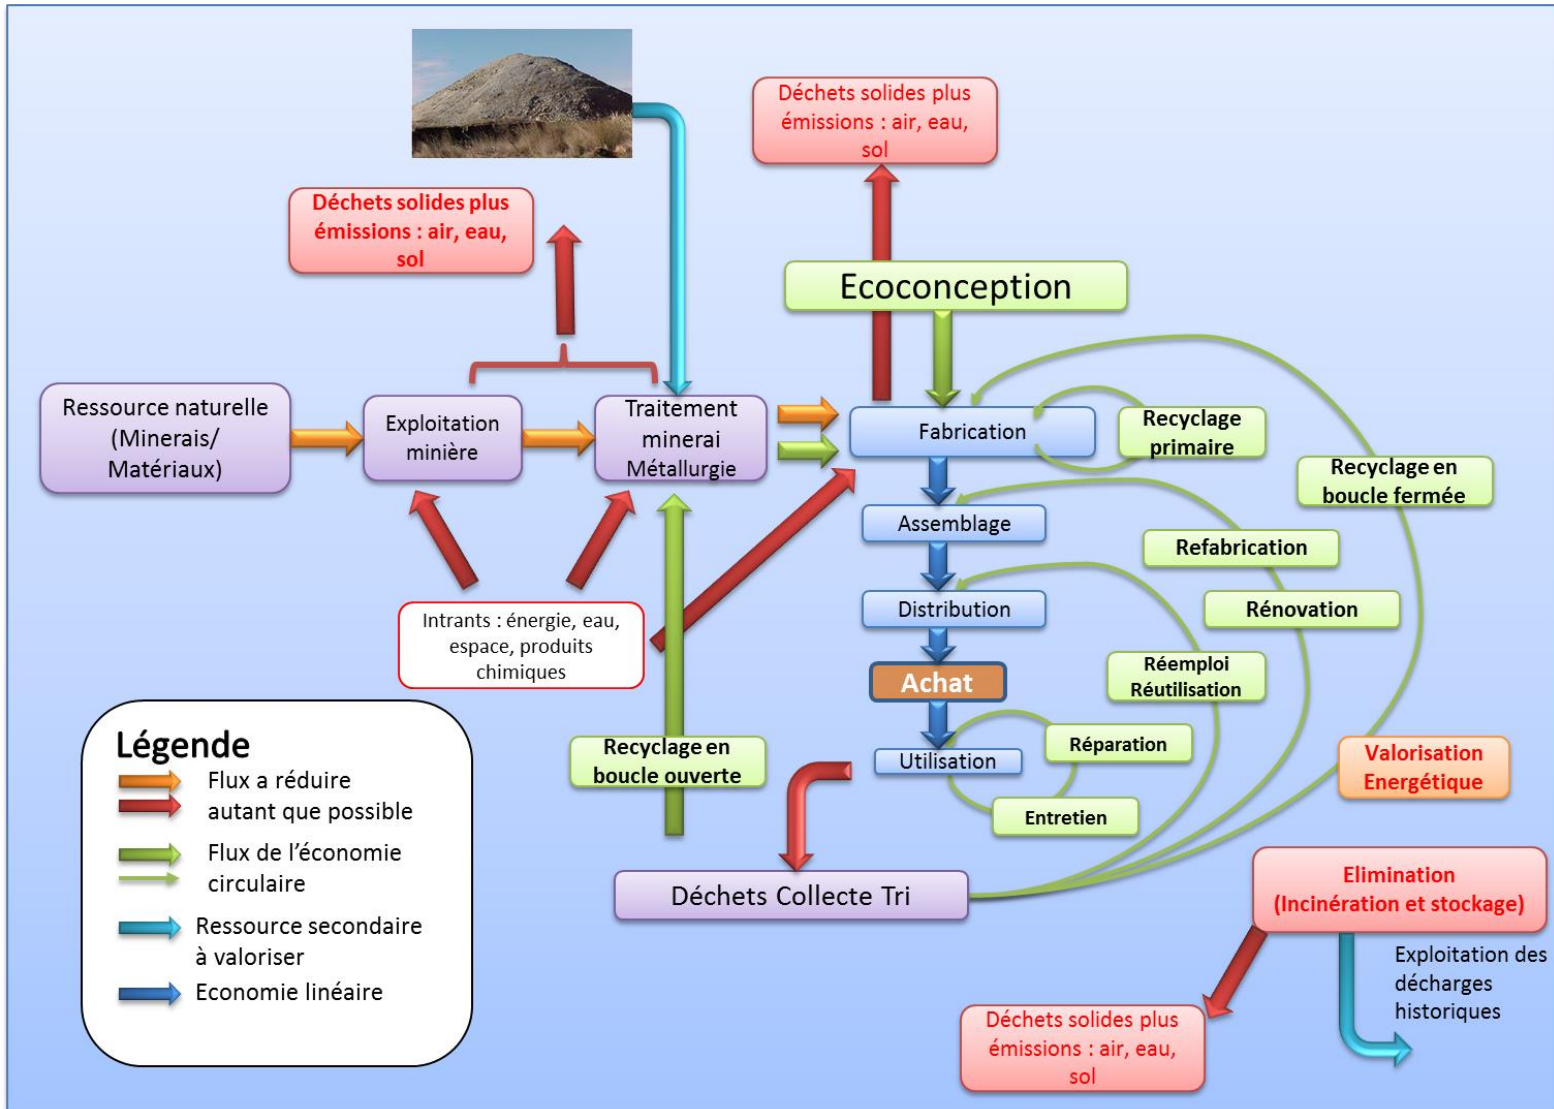 Déchets solides plus
émissions : air, eau,
sol
Déchets solides plus
émissions : air, eau,
sol
Ecoconception
Ressource naturelle
(Minerais/
Matériaux)
Exploitation
minière
Traitement
minerai
Métallurgie
Fabrication
Recyclage
primaire
Recyclage en
boucle fermée
Assemblage
Refabrication
Distribution
Rénovation
Intrants : énergie, eau,
espace, produits
chimiques
Achat
Réemploi
Réutilisation
Recyclage en
boucle ouverte
Utilisation
Réparation
Entretien
Valorisation
Energétique
Déchets Collecte Tri
Elimination
(Incinération et stockage)
Exploitation des
décharges
historiques
Déchets solides plus
émissions : air, eau,
sol
Légende
Flux a réduire
autant que possible
Flux de l’économie
circulaire
Ressource secondaire
à valoriser
Economie linéaire